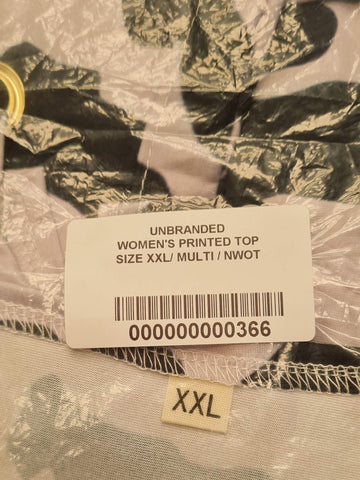 UNBRANDED
WOMEN'S PRINTED TOP
SIZE XXL/ MULTI / NWOT
000000000366
XXL